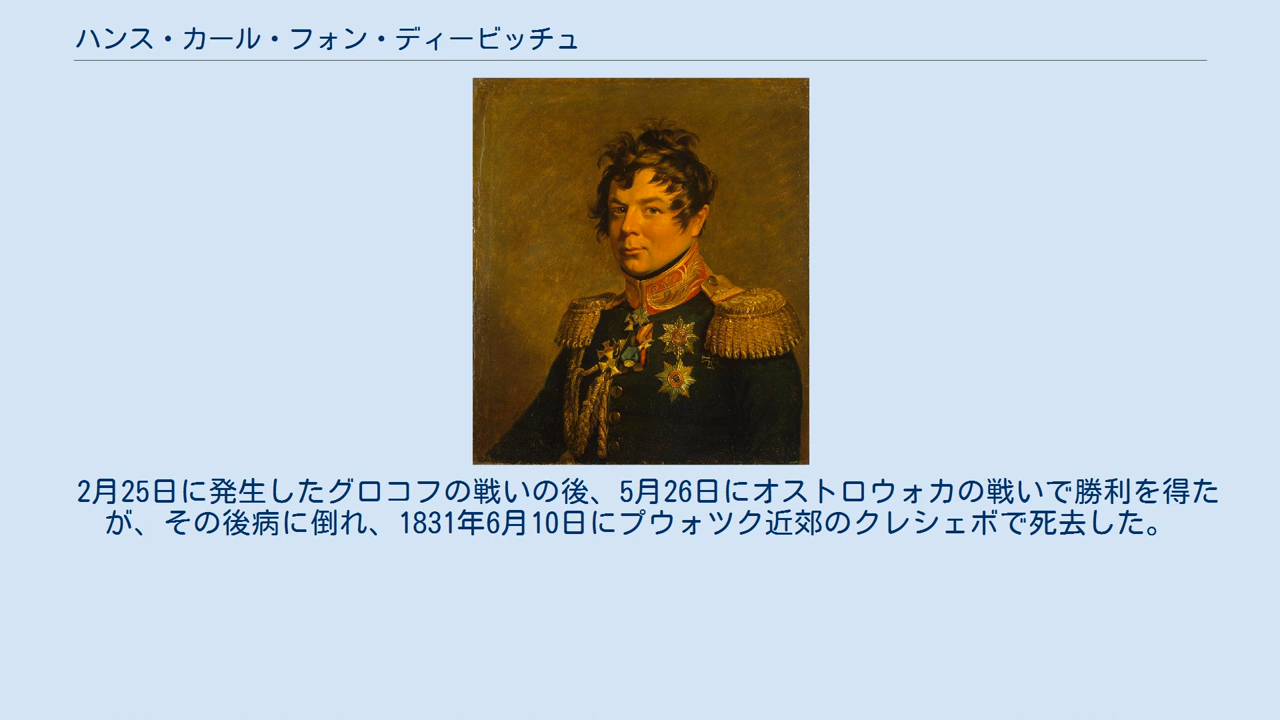 ハンス・カール・フォン・ディービッチュ
2月25日に発生したグロコフの戦いの後、5月26日にオストロウォカの戦いで勝利を得た
が、その後病に倒れ、1831年6月10日にプウォツク近郊のクレシェボで死去した。